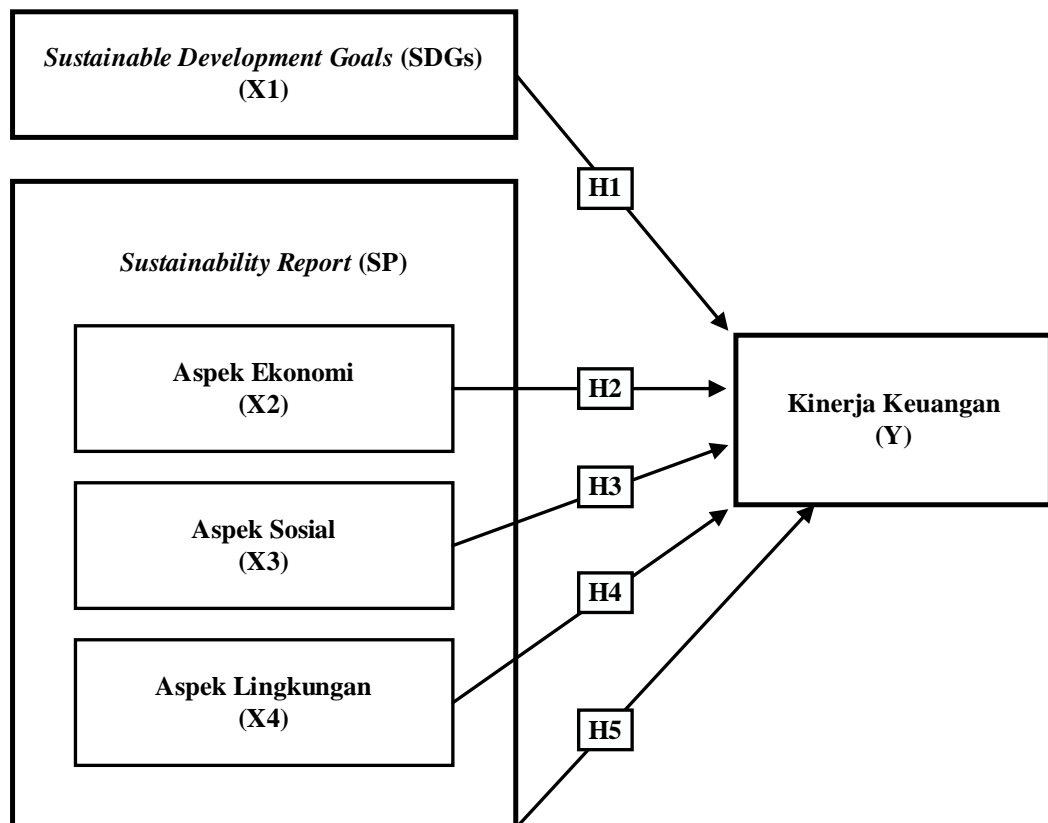 Sustainable Development Goals (SDGs)
(X1)
H1
Sustainability Report (SP)
Aspek Ekonomi
(X2)
H2
Kinerja Keuangan
(Y)
Aspek Sosial
(X3)
H3
Aspek Lingkungan
(X4)
H4
H5